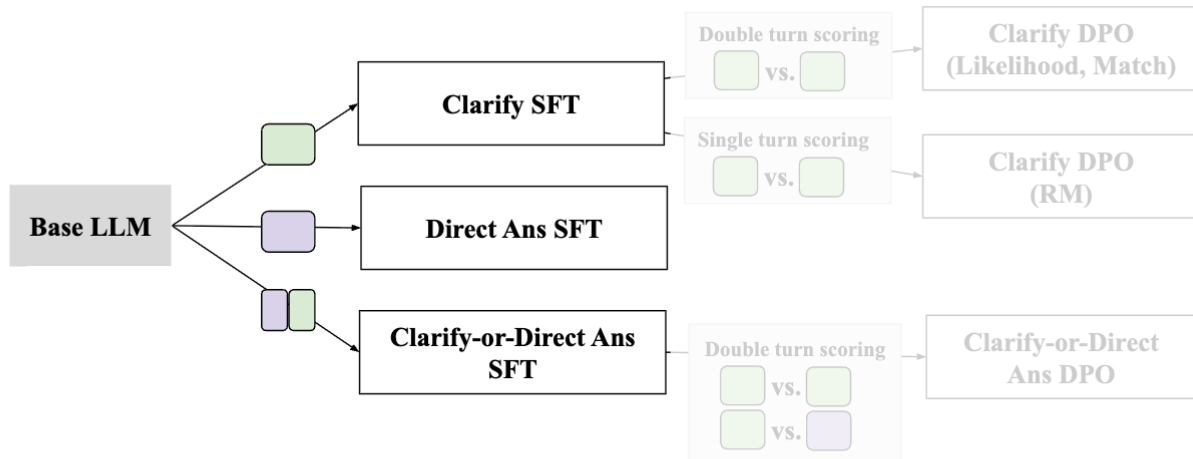 Double turn scoring
vs.
Clarify DPO
(Likelihood, Match)
Clarify SFT
Single turn scoring
vs.
Clarify DPO
(RM)
Base LLM
Direct Ans SFT
Clarify-or-Direct Ans
SFT
Double turn scoring
vs.
vs.
Clarify-or-Direct
Ans DPO